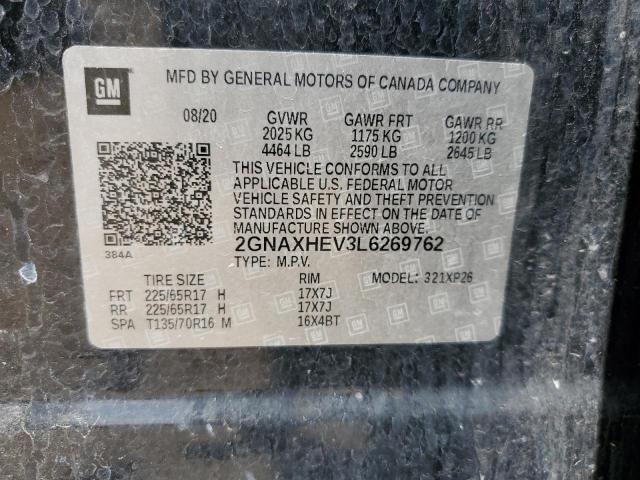 GM
MFD BY GENERAL MOTORS OF CANADA COMPANY
08/20 GVWR GAWR FRT GAWR RR
2025 KG 1175 KG 1200 KG
4464 LB 2590 LB 2645 LB
THIS VEHICLE CONFORMS TO ALL
APPLICABLE U.S. FEDERAL MOTOR
VEHICLE SAFETY AND THEFT PREVENTION
STANDARDS IN EFFECT ON THE DATE OF
MANUFACTURE SHOWN ABOVE.
384A 2GNAXHEV3L6269762
TYPE: M.P.V.
TIRE SIZE RIM MODEL: 321XP26
FRT 225/65R17 H 17X7J
RR 225/65R17 H 17X7J
SPA T135/70R16 M 16X4BT